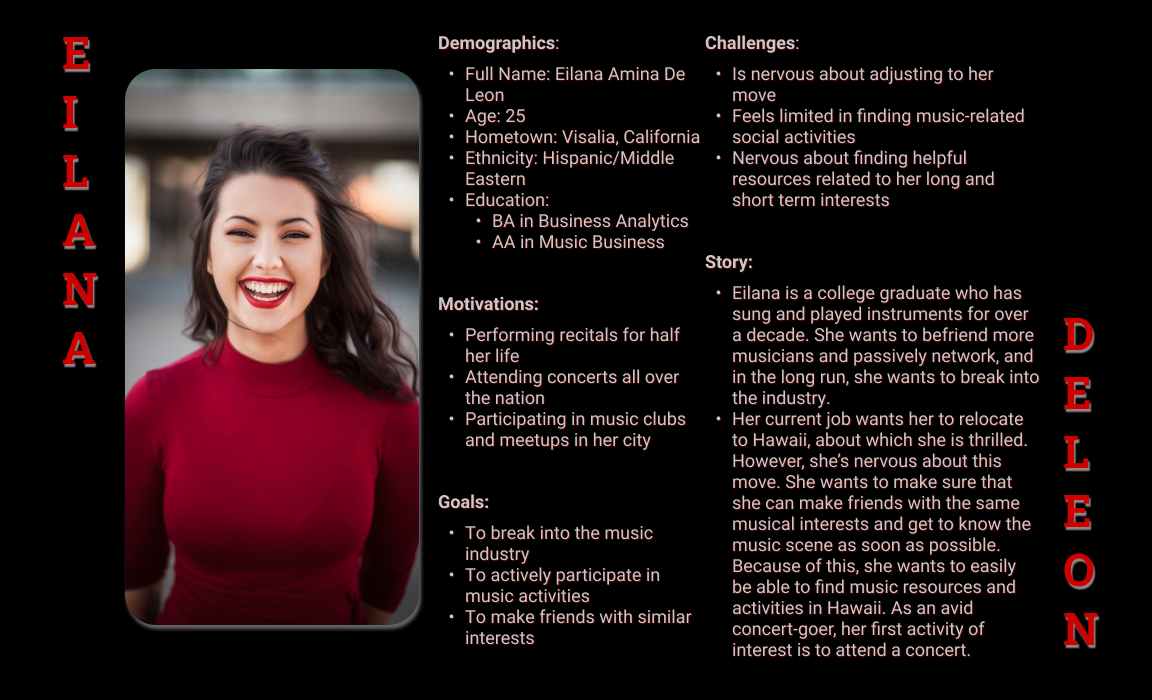 EILANA
Demographics:
• Full Name: Eilana Amina De
Leon
• Age: 25
• Hometown: Visalia, California
• Ethnicity: Hispanic/Middle
Eastern
• Education:
• BA in Business Analytics
• AA in Music Business
Motivations:
• Performing recitals for half
her life
• Attending concerts all over
the nation
• Participating in music clubs
and meetups in her city
Goals:
• To break into the music
industry
• To actively participate in
music activities
• To make friends with similar
interests
Challenges:
• Is nervous about adjusting to her
move
• Feels limited in finding music-related
social activities
• Nervous about finding helpful
resources related to her long and
short term interests
Story:
• Eilana is a college graduate who has
sung and played instruments for over
a decade. She wants to befriend more
musicians and passively network, and
in the long run, she wants to break into
the industry.
• Her current job wants her to relocate
to Hawaii, about which she is thrilled.
However, she’s nervous about this
move. She wants to make sure that
she can make friends with the same
musical interests and get to know the
music scene as soon as possible.
Because of this, she wants to easily
be able to find music resources and
activities in Hawaii. As an avid
concert-goer, her first activity of
interest is to attend a concert.
DELEON